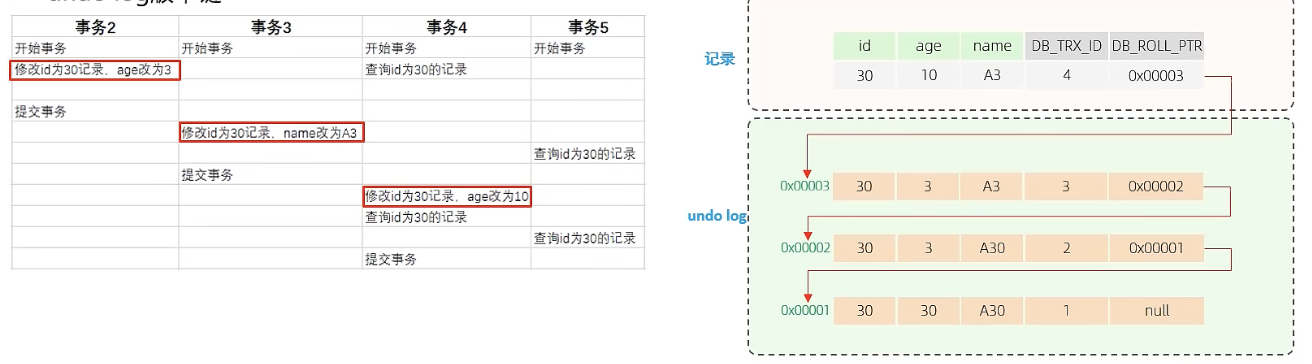 事务2 事务3 事务4 事务5
开始事务 开始事务 开始事务 开始事务
修改id为30记录，age改为3 查询id为30的记录
提交事务
修改id为30记录，name改为A3
查询id为30的记录
提交事务
修改id为30记录，age改为10
查询id为30的记录
查询id为30的记录
提交事务
记录
id age name DB_TRX_ID DB_ROLL_PTR
30 10 A3 4 0x00003
undo log
0x00003 30 3 A3 3 0x00002
0x00002 30 3 A30 2 0x00001
0x00001 30 30 A30 1 null